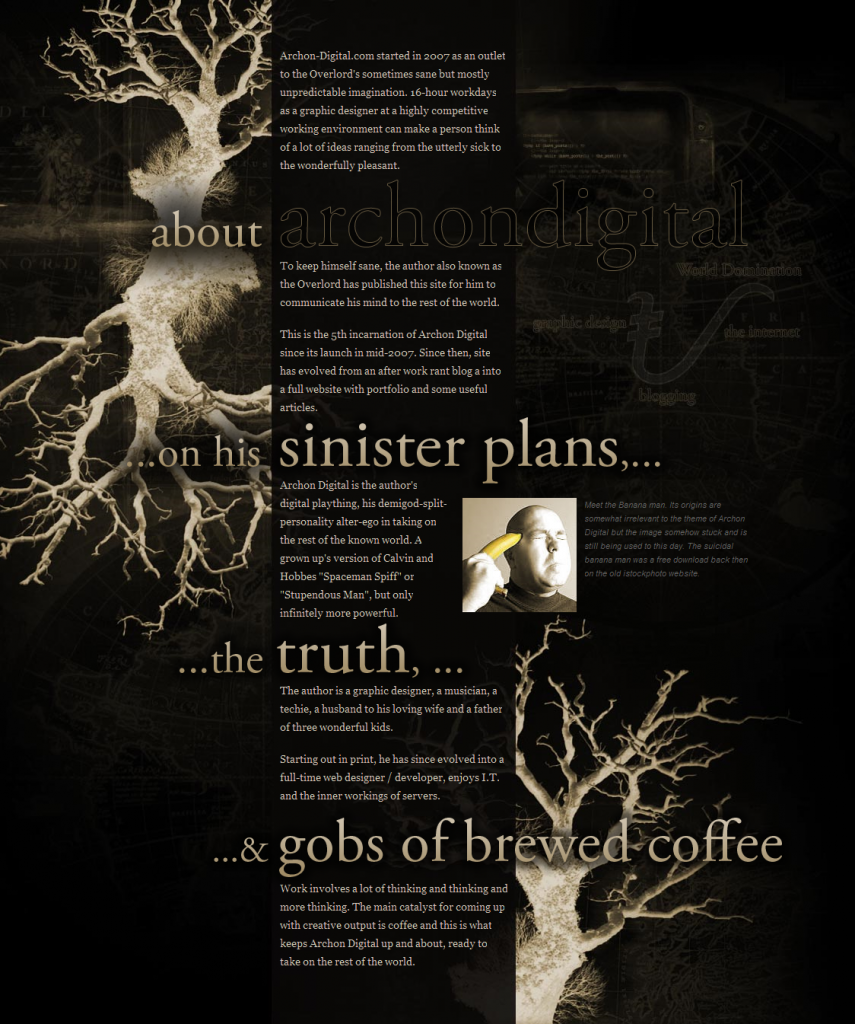 Archon-Digital.com started in 2007 as an outlet
to the Overlord's sometimes sane but mostly
unpredictable imagination. 16-hour workdays
as a graphic designer at a highly competitive
working environment can make a person think
of a lot of ideas ranging from the utterly sick to
the wonderfully pleasant.
about archondigital
To keep himself sane, the author also known as
the Overlord has published this site for him to
communicate his mind to the rest of the world.
World Domination
graphic design
the internet
blogging
This is the 5th incarnation of Archon Digital
since its launch in mid-2007. Since then, site
has evolved from an after work rant blog a into
a full website with portfolio and some useful
articles.
...on his sinister plans,...
Archon Digital is the author's
digital plaything, his demigod-split-
personality alter-ego in taking on
the rest of the known world. A
grown up's version of Calvin and
Hobbes "Spaceman Spiff" or
"Stupendous Man", but only
infinitely more powerful.
Meet the Banana man. Its origins are
somewhat irrelevant to the theme of Archon
Digital but the image somehow stuck and is
still being used to this day. The suicidal
banana man was a free download back then
on the old istockphoto website.
...the truth, ...
The author is a graphic designer, a musician, a
techie, a husband to his loving wife and a father
of three wonderful kids.
Starting out in print, he has since evolved into a
full-time web designer / developer, enjoys I.T.
and the inner workings of servers.
...& gobs of brewed coffee
Work involves a lot of thinking and thinking and
more thinking. The main catalyst for coming up
with creative output is coffee and this is what
keeps Archon Digital up and about, ready to
take on the rest of the world.